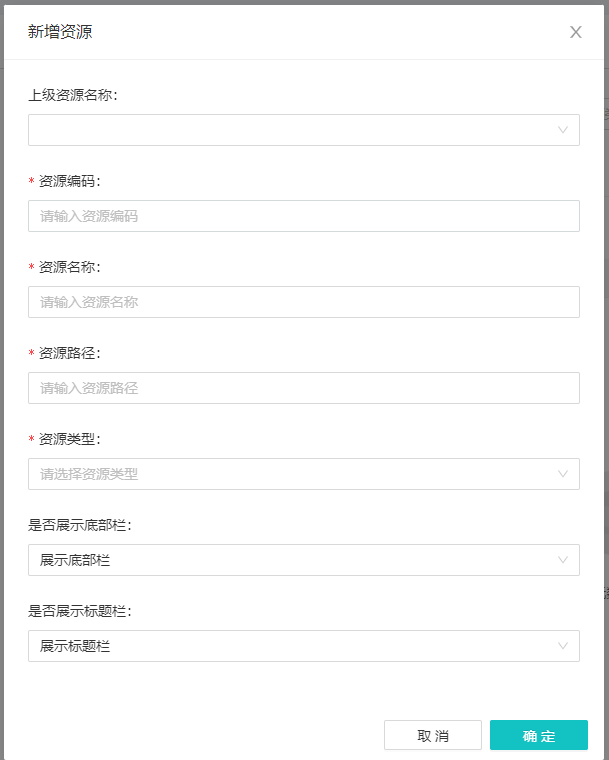 新增资源
上级资源名称:
* 资源编码:
请输入资源编码
* 资源名称:
请输入资源名称
* 资源路径:
请输入资源路径
* 资源类型:
请选择资源类型
是否展示底部栏:
展示底部栏
是否展示标题栏:
展示标题栏
取 消
确 定